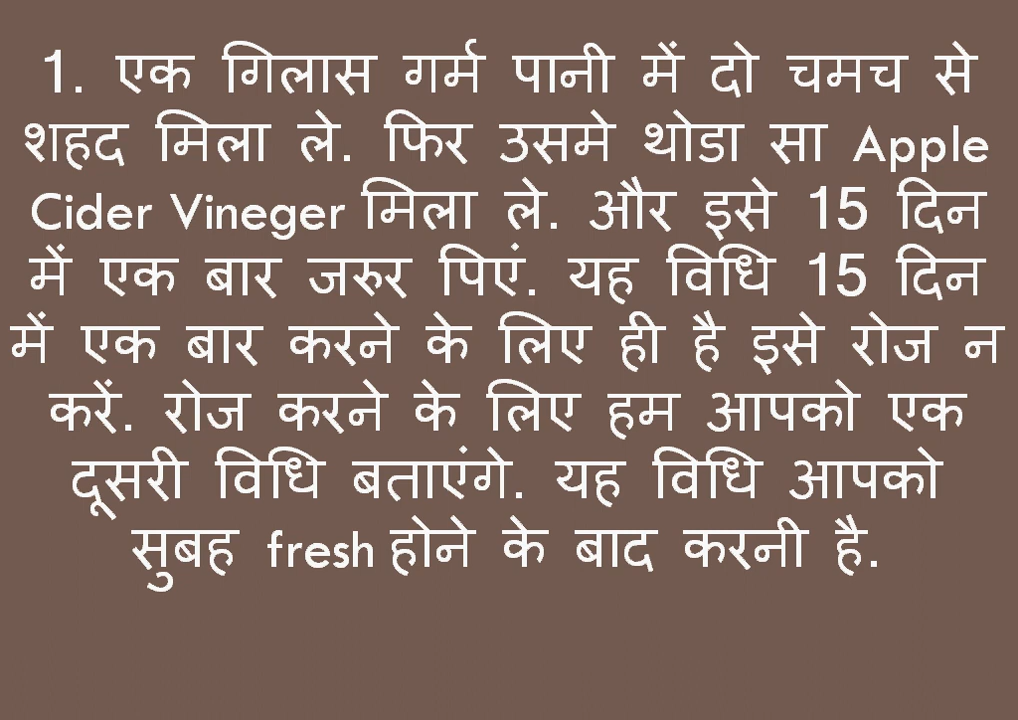 1. एक गिलास गर्म पानी में दो चमच से
शहद मिला ले. फिर उसमे थोडा सा Apple
Cider Vineger मिला ले. और इसे 15 दिन
में एक बार जरुर पिएं. यह विधि 15 दिन
में एक बार करने के लिए ही है इसे रोज न
करें. रोज करने के लिए हम आपको एक
दूसरी विधि बताएंगे. यह विधि आपको
सुबह fresh होने के बाद करनी है.